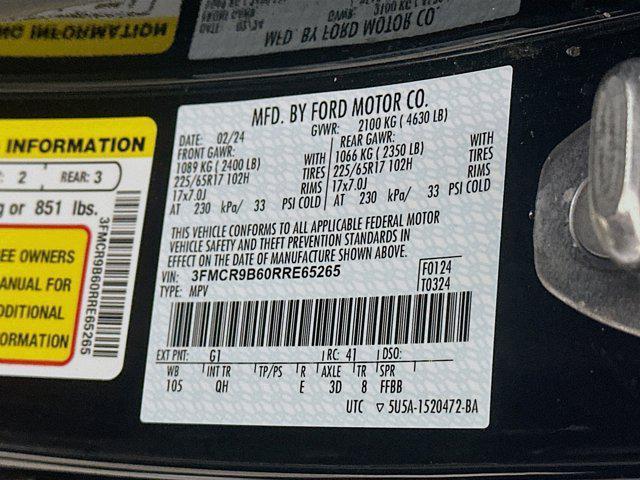 MFD. BY FORD MOTOR CO.
DATE: 02/24 GVWR: 2100 KG ( 4630 LB)
FRONT GAWR: REAR GAWR:
1089 KG ( 2400 LB) WITH 1066 KG ( 2350 LB) WITH
225/65R17 102H TIRES 225/65R17 102H TIRES
17x7.0J RIMS 17x7.0J RIMS
AT 230 kPa/ 33 PSI COLD AT 230 kPa/ 33 PSI COLD
THIS VEHICLE CONFORMS TO ALL APPLICABLE FEDERAL MOTOR
VEHICLE SAFETY AND THEFT PREVENTION STANDARDS IN
EFFECT ON THE DATE OF MANUFACTURE SHOWN ABOVE.
VIN: 3FMCR9B60RRE65265 F0124
TYPE: MPV T0324
EXT PNT: G1 RC: 41 DSO:
WB INT TR TP/PS R AXLE TR SPR
105 QH E 3D 8 FFBB
UTC ▽ 5U5A-1520472-BA
INFORMATION
2 REAR: 3
or 851 lbs.
OWNERS
MANUAL FOR
3FMCR9B60RRE65265
MFD. BY FORD MOTOR CO.
02/24